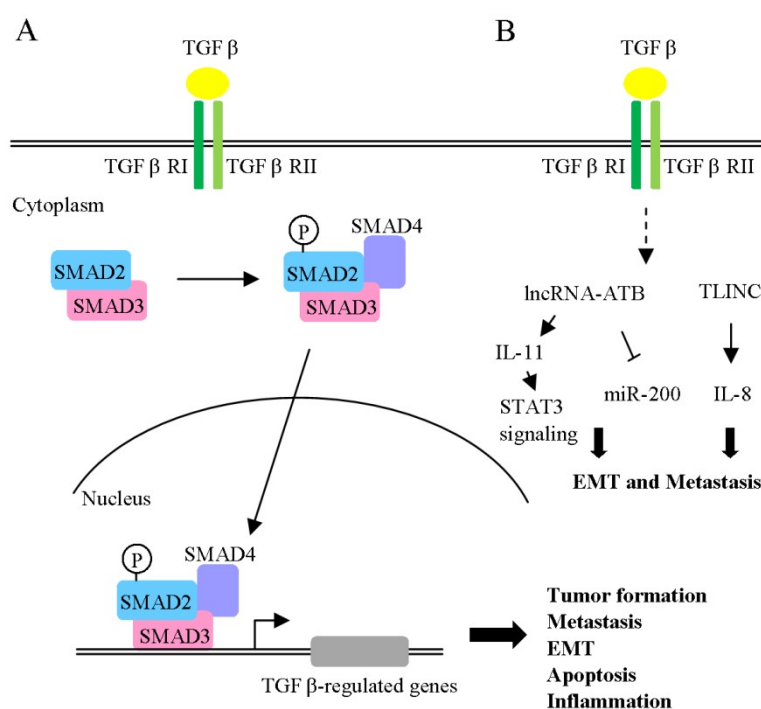 A
TGF β
TGF β RI
TGF β RII
Cytoplasm
SMAD2
SMAD3
P
SMAD4
SMAD2
SMAD3
Nucleus
P
SMAD4
SMAD2
SMAD3
TGF β-regulated genes
Tumor formation
Metastasis
EMT
Apoptosis
Inflammation
B
TGF β
TGF β RI
TGF β RII
lncRNA-ATB
TLINC
IL-11
STAT3
signaling
miR-200
IL-8
EMT and Metastasis